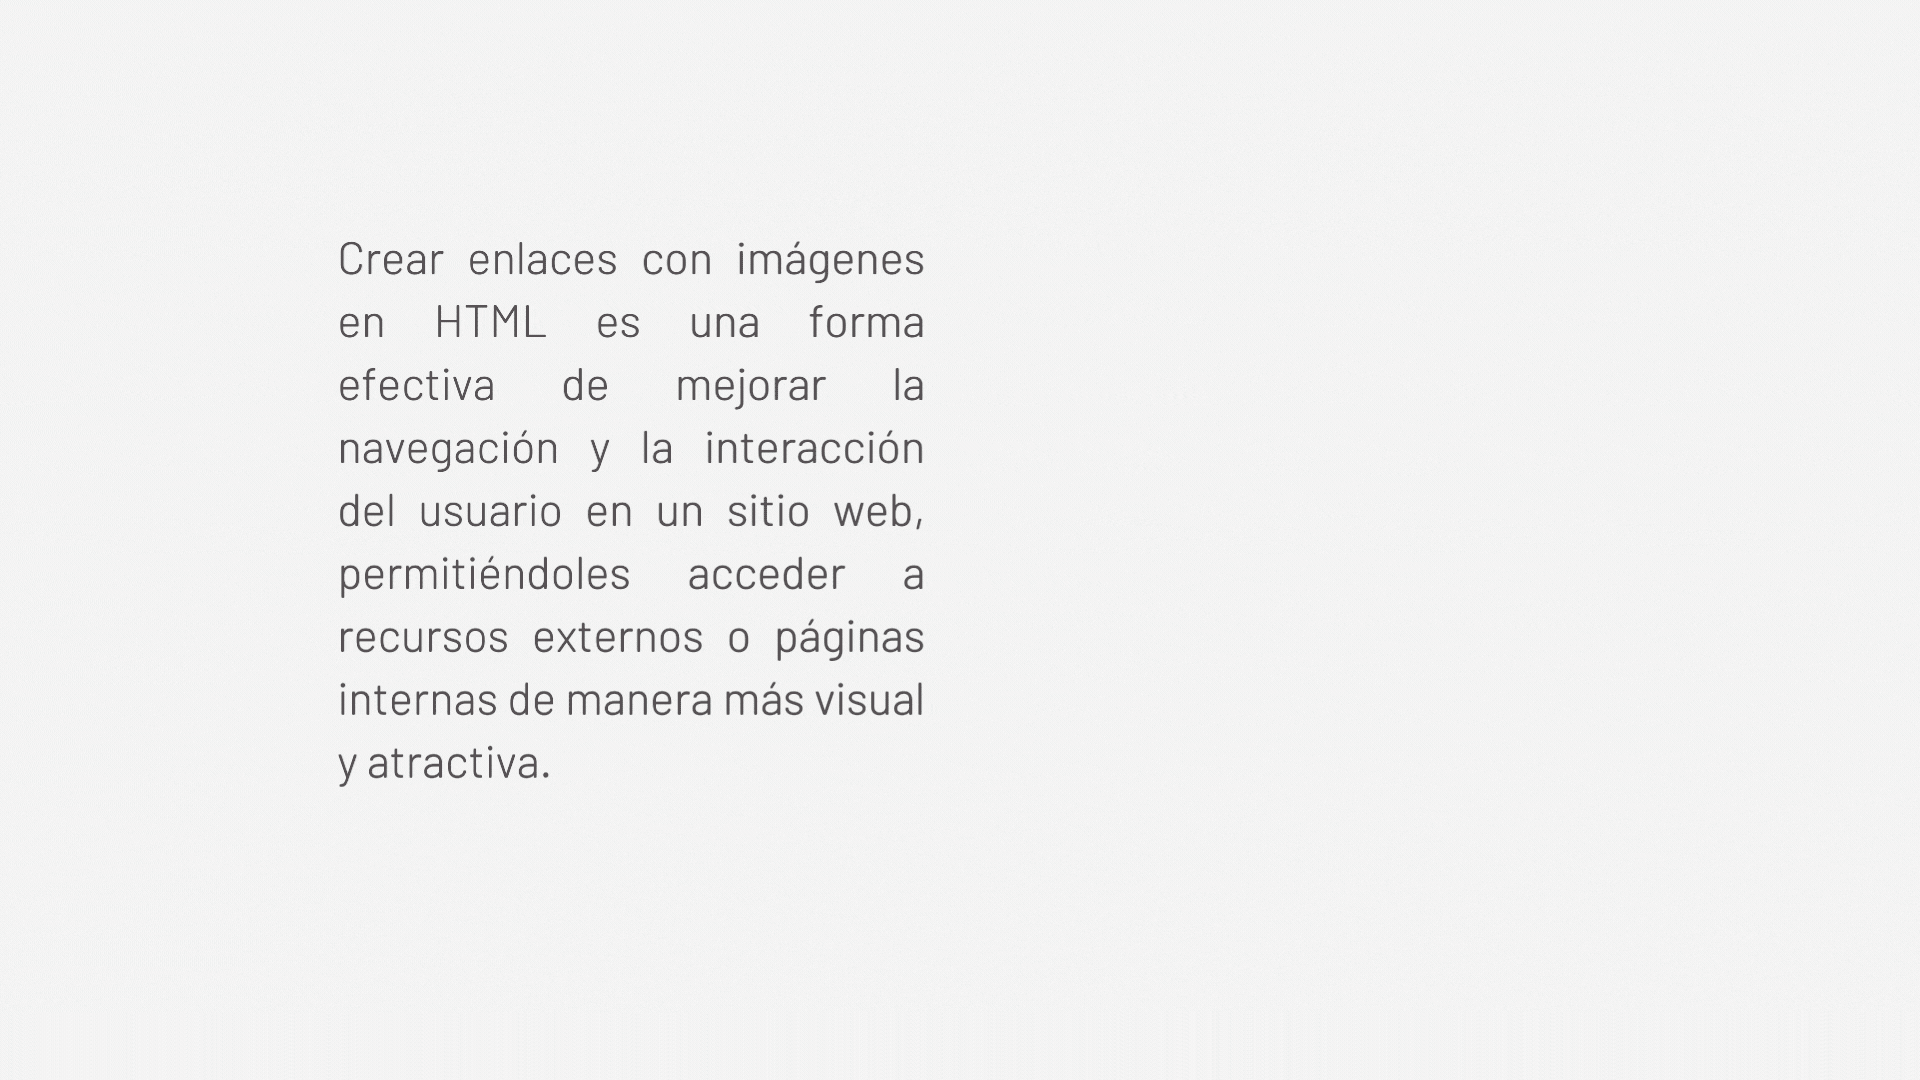 Crear enlaces con imágenes
en HTML es una forma
efectiva de mejorar la
navegación y la interacción
del usuario en un sitio web,
permitiéndoles acceder a
recursos externos o páginas
internas de manera más visual
y atractiva.